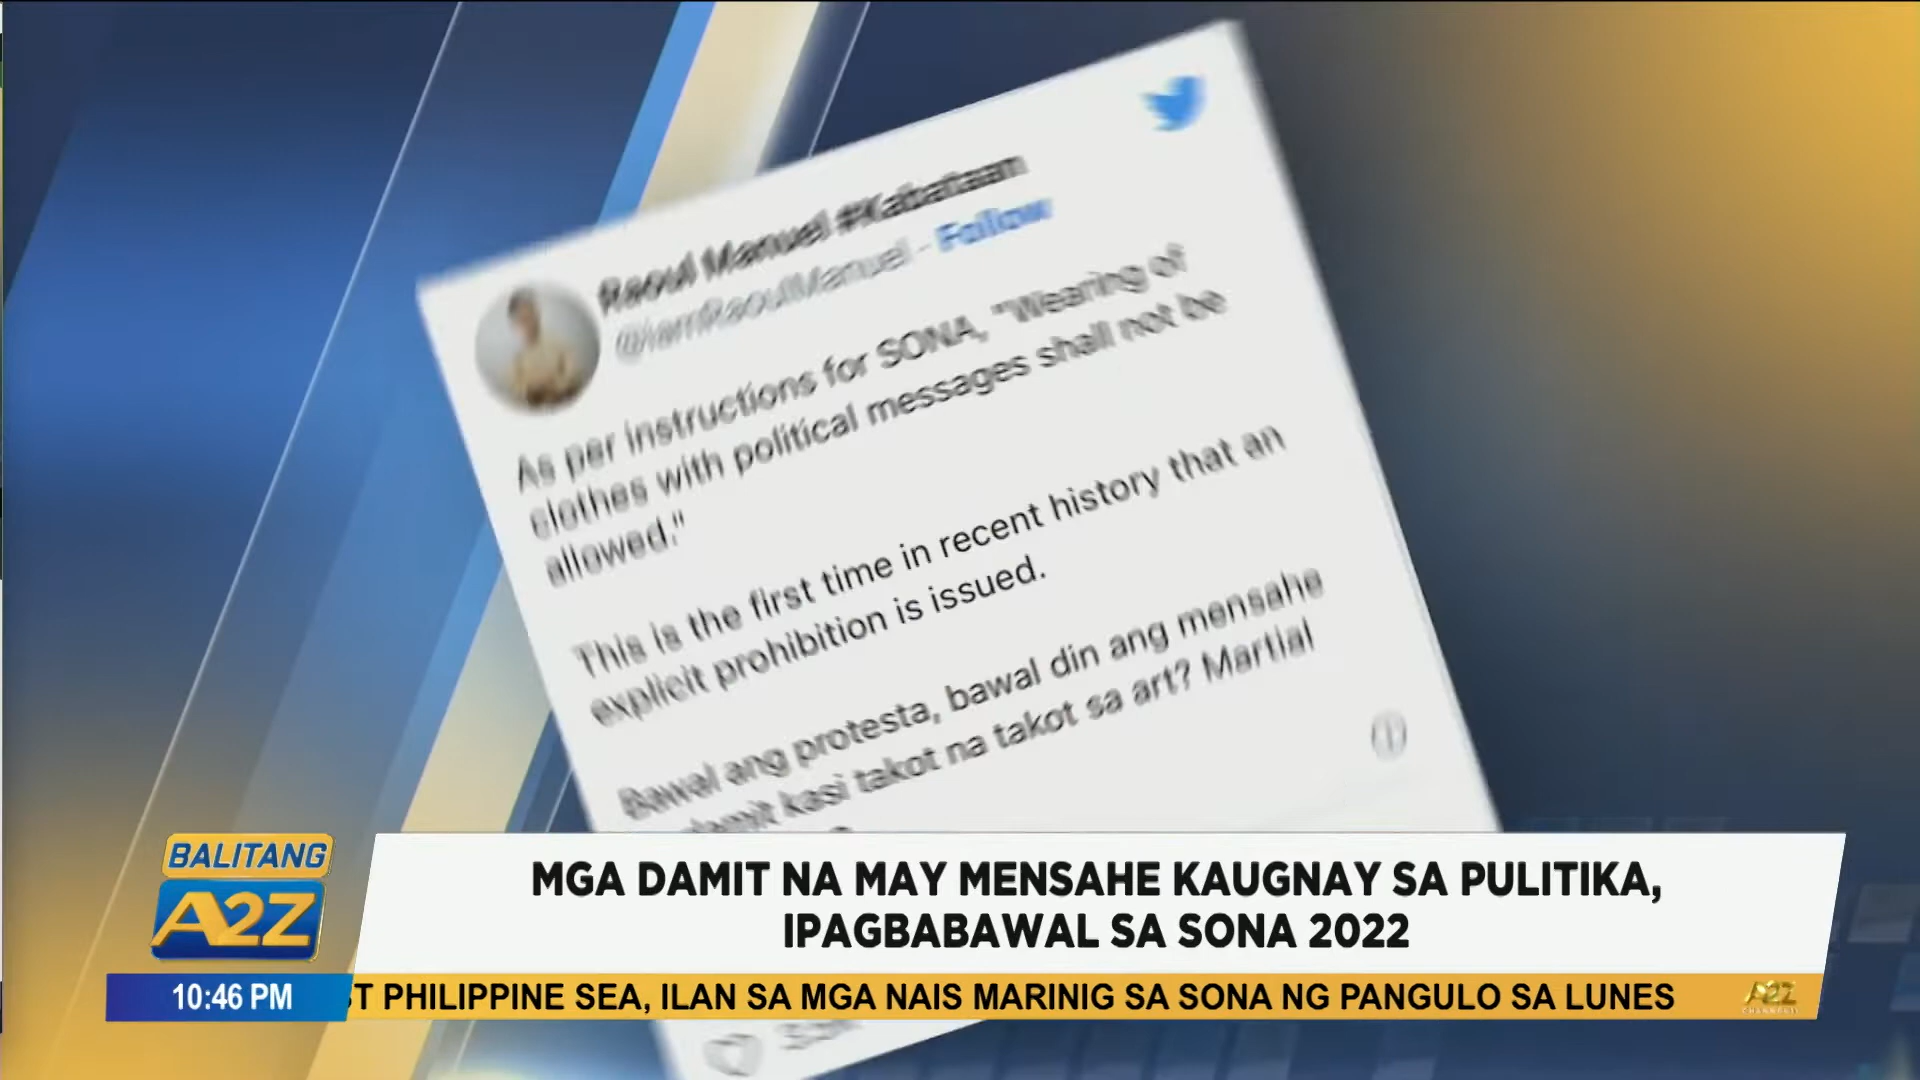 Raoul Manuel #Kabataan
@iamRaoulManuel - Follow
As per instructions for SONA, "Wearing of
clothes with political messages shall not be
allowed."
This is the first time in recent history that an
explicit prohibition is issued.
Bawal ang protesta, bawal din ang mensahe
damit kasi takot na takot sa art? Martial
BALITANG
A2Z
MGA DAMIT NA MAY MENSAHE KAUGNAY SA PULITIKA,
IPAGBABAWAL SA SONA 2022
10:46 PM
ST PHILIPPINE SEA, ILAN SA MGA NAIS MARINIG SA SONA NG PANGULO SA LUNES
A2Z
CHANNEL 11